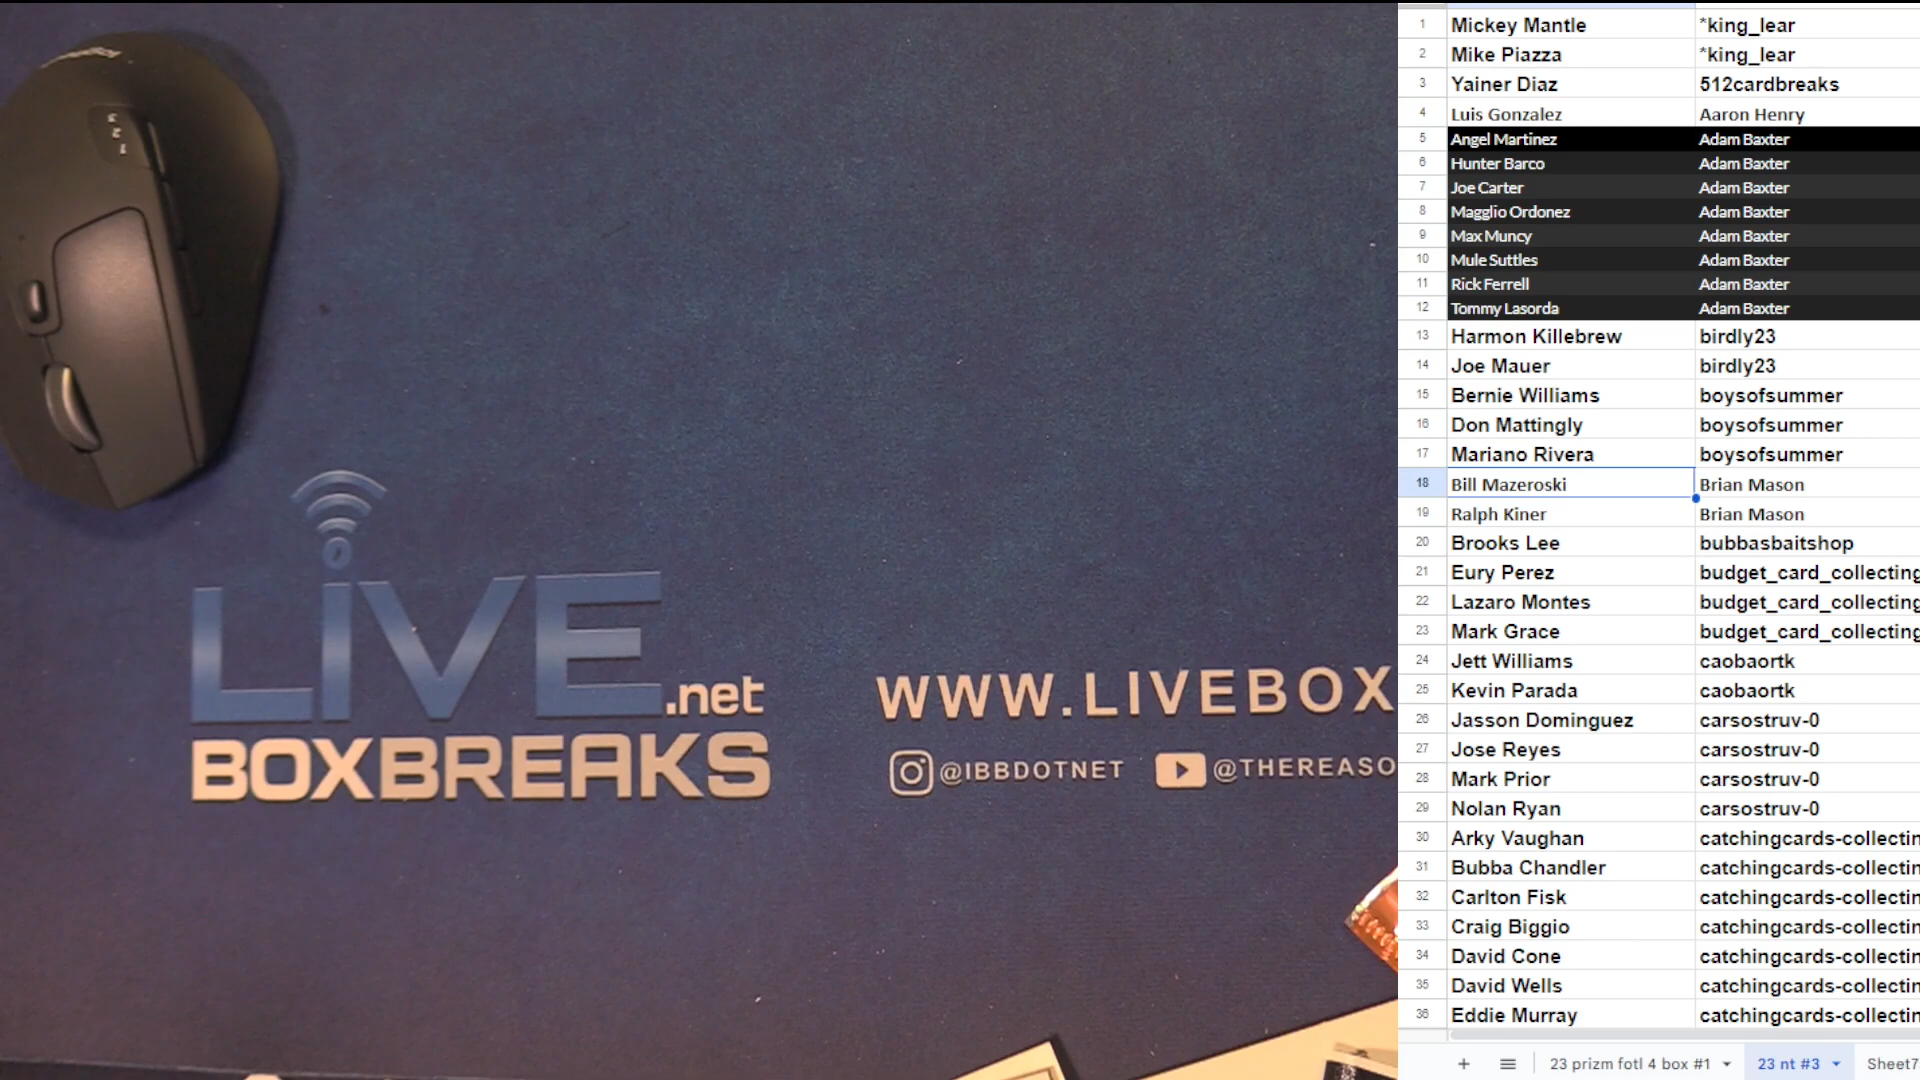 1 Mickey Mantle *king_lear
2 Mike Piazza *king_lear
3 Yainer Diaz 512cardbreaks
4 Luis Gonzalez Aaron Henry
5 Angel Martinez Adam Baxter
6 Hunter Barco Adam Baxter
7 Joe Carter Adam Baxter
8 Magglio Ordonez Adam Baxter
9 Max Muncy Adam Baxter
10 Mule Suttles Adam Baxter
11 Rick Ferrell Adam Baxter
12 Tommy Lasorda Adam Baxter
13 Harmon Killebrew birdly23
14 Joe Mauer birdly23
15 Bernie Williams boysofsummer
16 Don Mattingly boysofsummer
17 Mariano Rivera boysofsummer
18 Bill Mazeroski Brian Mason
19 Ralph Kiner Brian Mason
20 Brooks Lee bubbasbaitshop
21 Eury Perez budget_card_collecting
22 Lazaro Montes budget_card_collecting
23 Mark Grace budget_card_collecting
24 Jett Williams caobaortk
25 Kevin Parada caobaortk
26 Jasson Dominguez carsostruv-0
27 Jose Reyes carsostruv-0
28 Mark Prior carsostruv-0
29 Nolan Ryan carsostruv-0
30 Arky Vaughan catchingcards-collectin
31 Bubba Chandler catchingcards-collectin
32 Carlton Fisk catchingcards-collectin
33 Craig Biggio catchingcards-collectin
34 David Cone catchingcards-collectin
35 David Wells catchingcards-collectin
36 Eddie Murray catchingcards-collectin
23 prizm fotl 4 box #1 23 nt #3 Sheet7
LIVE.net
BOXBREAKS
WWW.LIVEBOX
@IBBDOTNET @THEREASO
1 2 3